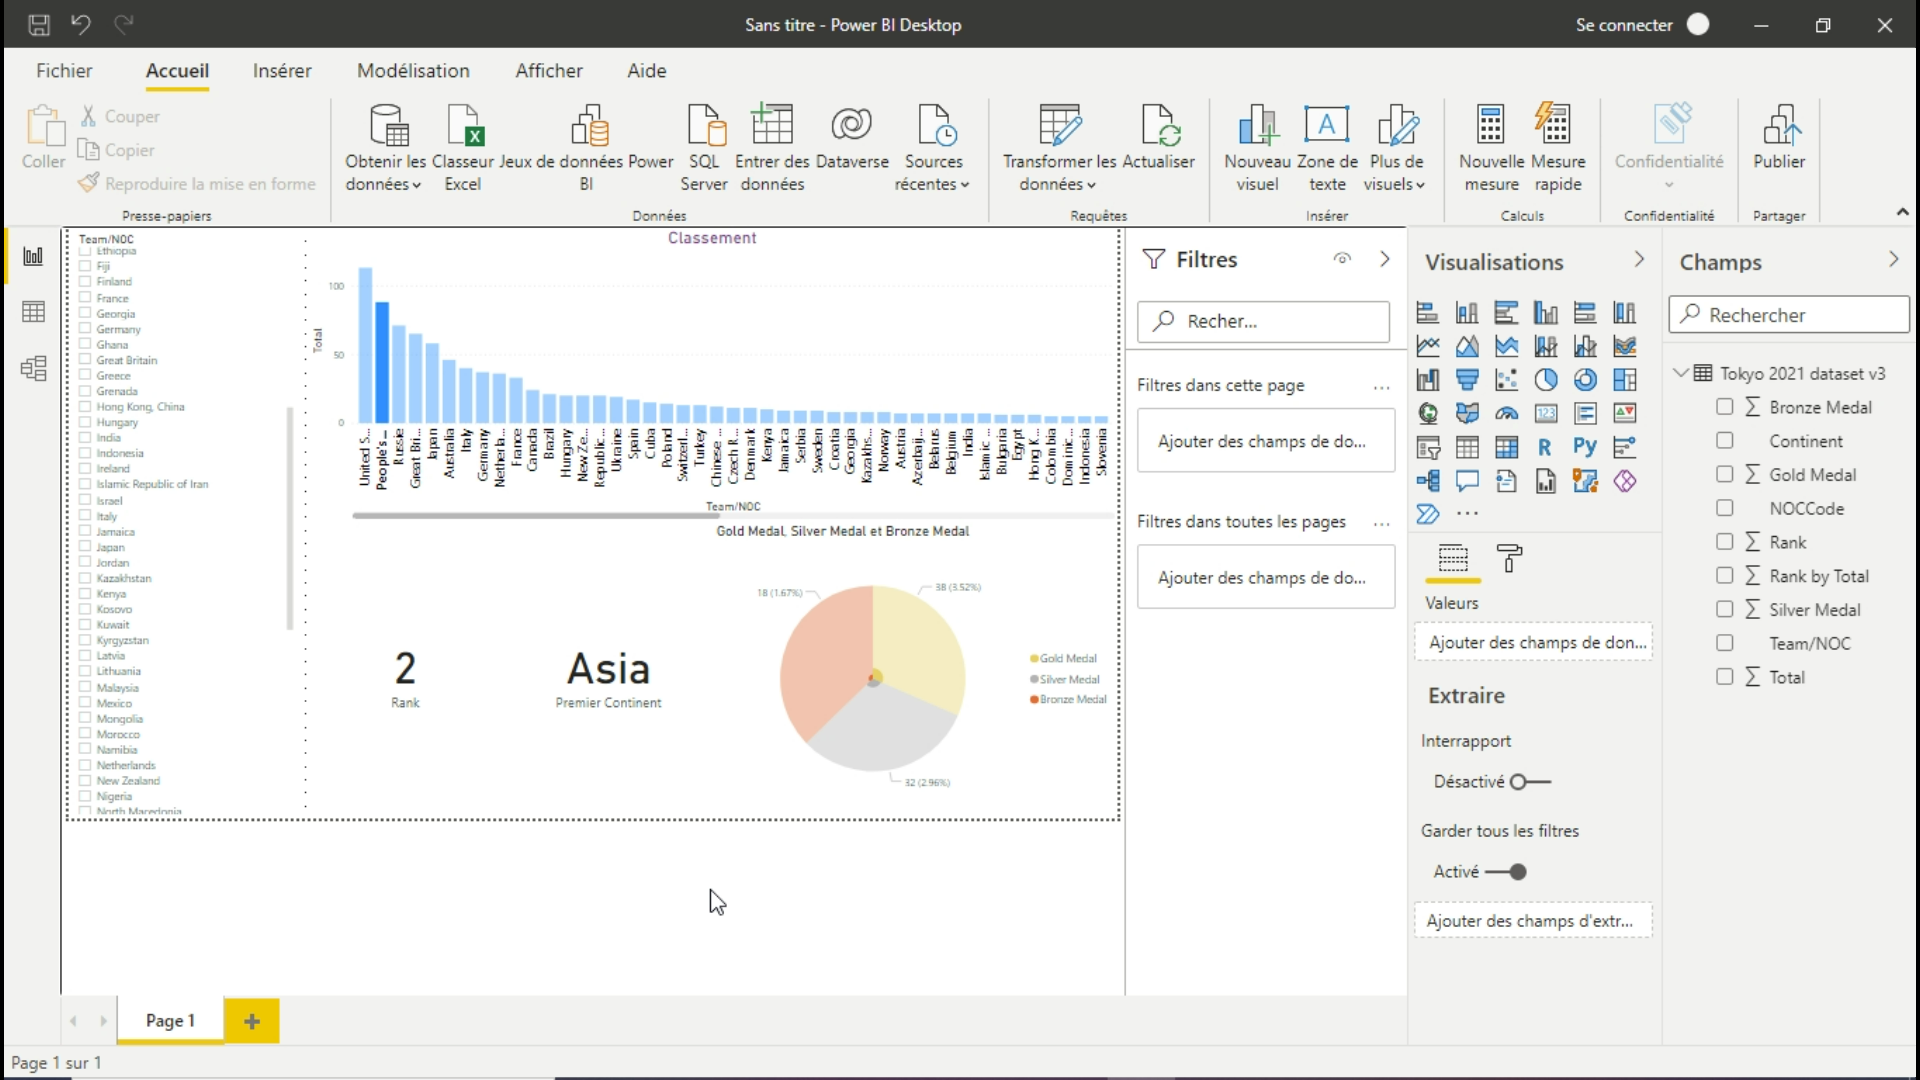 Sans titre - Power BI Desktop
Se connecter
Fichier Accueil Insérer Modélisation Afficher Aide
Coller
Couper
Copier
Reproduire la mise en forme
Presse-papiers
Obtenir les données
Classeur Excel
Jeux de données Power BI
SQL Server
Entrer des données
Dataverse
Sources récentes
Données
Transformer les données
Actualiser
Requêtes
Nouveau visuel
Zone de texte
Plus de visuels
Insérer
Nouvelle mesure
Mesure rapide
Calculs
Confidentialité
Confidentialité
Publier
Partager
Team/NOC
Ethiopia
Fiji
Finland
France
Georgia
Germany
Ghana
Great Britain
Greece
Grenada
Hong Kong, China
Hungary
India
Indonesia
Ireland
Islamic Republic of Iran
Israel
Italy
Jamaica
Japan
Jordan
Kazakhstan
Kenya
Kosovo
Kuwait
Kyrgyzstan
Latvia
Lithuania
Malaysia
Mexico
Mongolia
Morocco
Namibia
Netherlands
New Zealand
Nigeria
North Macedonia
Classement
Total
100
50
0
United S...
People's ...
Russie
Great Bri...
Japan
Australia
Italy
Germany
Netherla...
France
Canada
Brazil
Hungary
New Ze...
Republic...
Ukraine
Spain
Cuba
Poland
Switzerl...
Turkey
Chinese ...
Czech R...
Denmark
Kenya
Jamaica
Serbia
Sweden
Croatia
Georgia
Kazakhs...
Norway
Austria
Azerbaij...
Belarus
Belgium
India
Islamic ...
Bulgaria
Egypt
Hong K...
Colombia
Dominic...
Indonesia
Slovenia
Team/NOC
Gold Medal, Silver Medal et Bronze Medal
2
Rank
Asia
Premier Continent
18 (1.67%)
38 (3.52%)
32 (2.96%)
Gold Medal
Silver Medal
Bronze Medal
Filtres
Recher...
Filtres dans cette page ...
Ajouter des champs de do...
Filtres dans toutes les pages ...
Ajouter des champs de do...
Visualisations
123
R
Py
...
Valeurs
Ajouter des champs de don...
Extraire
Interrapport
Désactivé
Garder tous les filtres
Activé
Ajouter des champs d'extr...
Champs
Rechercher
Tokyo 2021 dataset v3
∑ Bronze Medal
Continent
∑ Gold Medal
NOCCode
∑ Rank
∑ Rank by Total
∑ Silver Medal
Team/NOC
∑ Total
Page 1
+
Page 1 sur 1